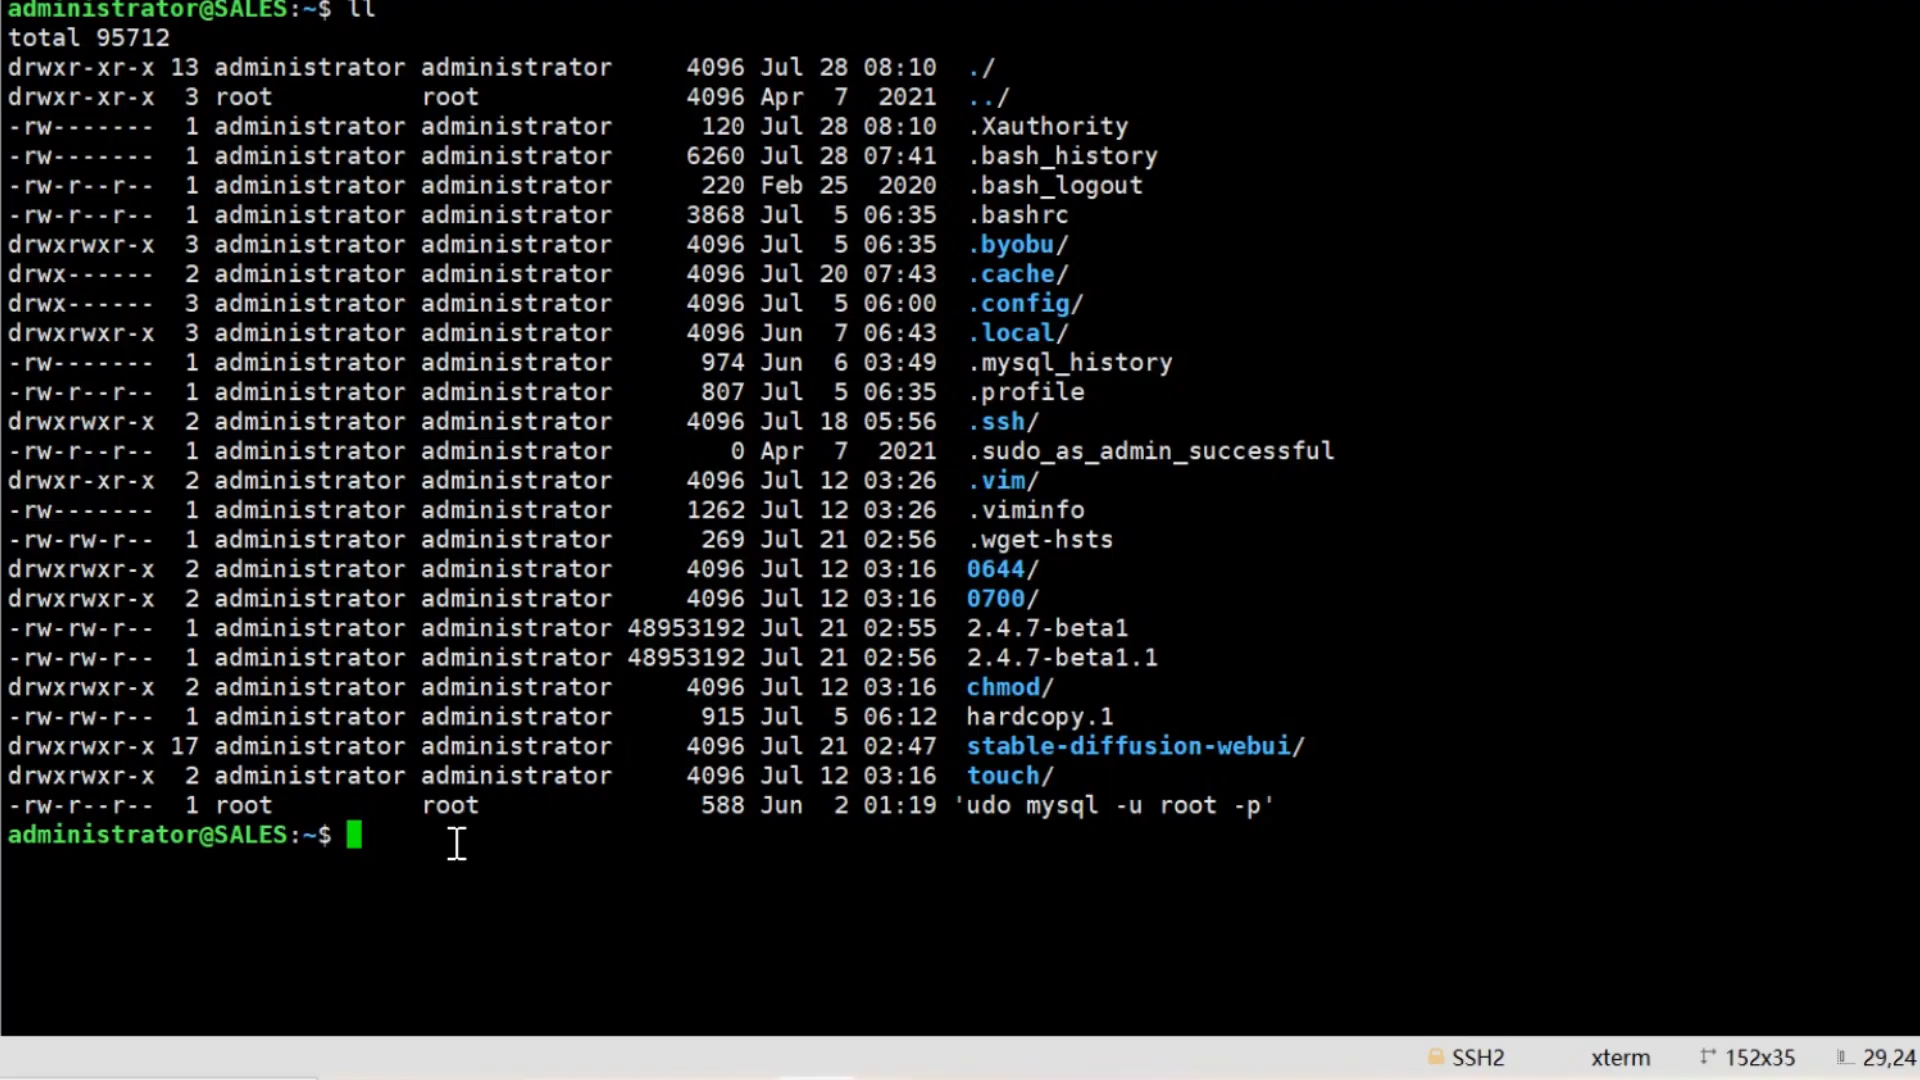 administrator@SALES:~$ ll
total 95712
drwxr-xr-x 13 administrator administrator     4096 Jul 28 08:10  ./
drwxr-xr-x  3 root          root              4096 Apr  7  2021  ../
-rw-------  1 administrator administrator      120 Jul 28 08:10  .Xauthority
-rw-------  1 administrator administrator     6260 Jul 28 07:41  .bash_history
-rw-r--r--  1 administrator administrator      220 Feb 25  2020  .bash_logout
-rw-r--r--  1 administrator administrator     3868 Jul  5 06:35  .bashrc
drwxrwxr-x  3 administrator administrator     4096 Jul  5 06:35  .byobu/
drwx------  2 administrator administrator     4096 Jul 20 07:43  .cache/
drwx------  3 administrator administrator     4096 Jul  5 06:00  .config/
drwxrwxr-x  3 administrator administrator     4096 Jun  7 06:43  .local/
-rw-------  1 administrator administrator      974 Jun  6 03:49  .mysql_history
-rw-r--r--  1 administrator administrator      807 Jul  5 06:35  .profile
drwxrwxr-x  2 administrator administrator     4096 Jul 18 05:56  .ssh/
-rw-r--r--  1 administrator administrator        0 Apr  7  2021  .sudo_as_admin_successful
drwxr-xr-x  2 administrator administrator     4096 Jul 12 03:26  .vim/
-rw-------  1 administrator administrator     1262 Jul 12 03:26  .viminfo
-rw-rw-r--  1 administrator administrator      269 Jul 21 02:56  .wget-hsts
drwxrwxr-x  2 administrator administrator     4096 Jul 12 03:16  0644/
drwxrwxr-x  2 administrator administrator     4096 Jul 12 03:16  0700/
-rw-rw-r--  1 administrator administrator 48953192 Jul 21 02:55  2.4.7-beta1
-rw-rw-r--  1 administrator administrator 48953192 Jul 21 02:56  2.4.7-beta1.1
drwxrwxr-x  2 administrator administrator     4096 Jul 12 03:16  chmod/
-rw-rw-r--  1 administrator administrator      915 Jul  5 06:12  hardcopy.1
drwxrwxr-x 17 administrator administrator     4096 Jul 21 02:47  stable-diffusion-webui/
drwxrwxr-x  2 administrator administrator     4096 Jul 12 03:16  touch/
-rw-r--r--  1 root          root               588 Jun  2 01:19 'udo mysql -u root -p'
administrator@SALES:~$
SSH2 xterm 152x35 29,24